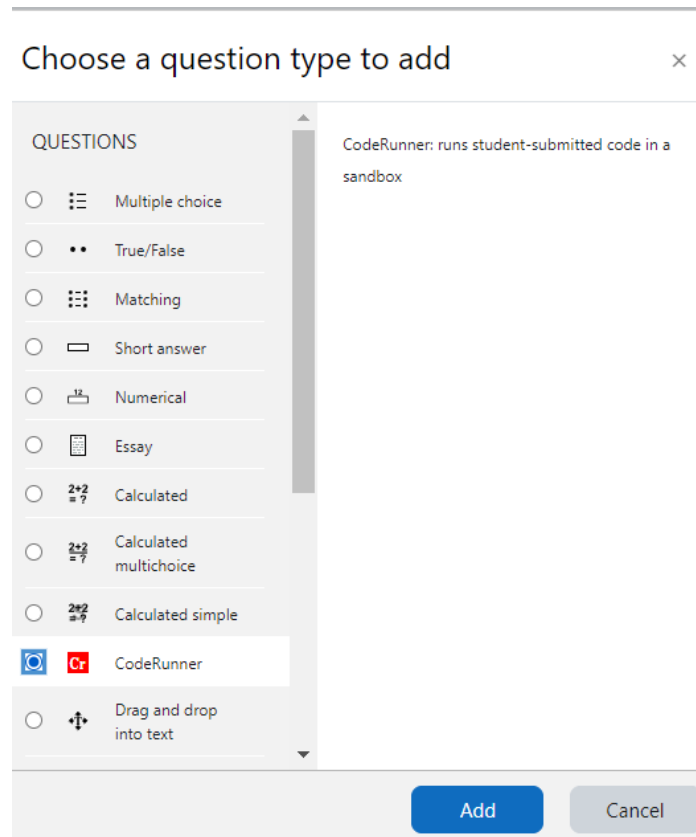 Choose a question type to add
×
QUESTIONS
CodeRunner: runs student-submitted code in a
sandbox
Multiple choice
True/False
Matching
Short answer
12
Numerical
Essay
2+2
= ?
Calculated
2+2
= ?
Calculated
multichoice
2+2
= ?
Calculated simple
Cr
CodeRunner
Drag and drop
into text
Add
Cancel